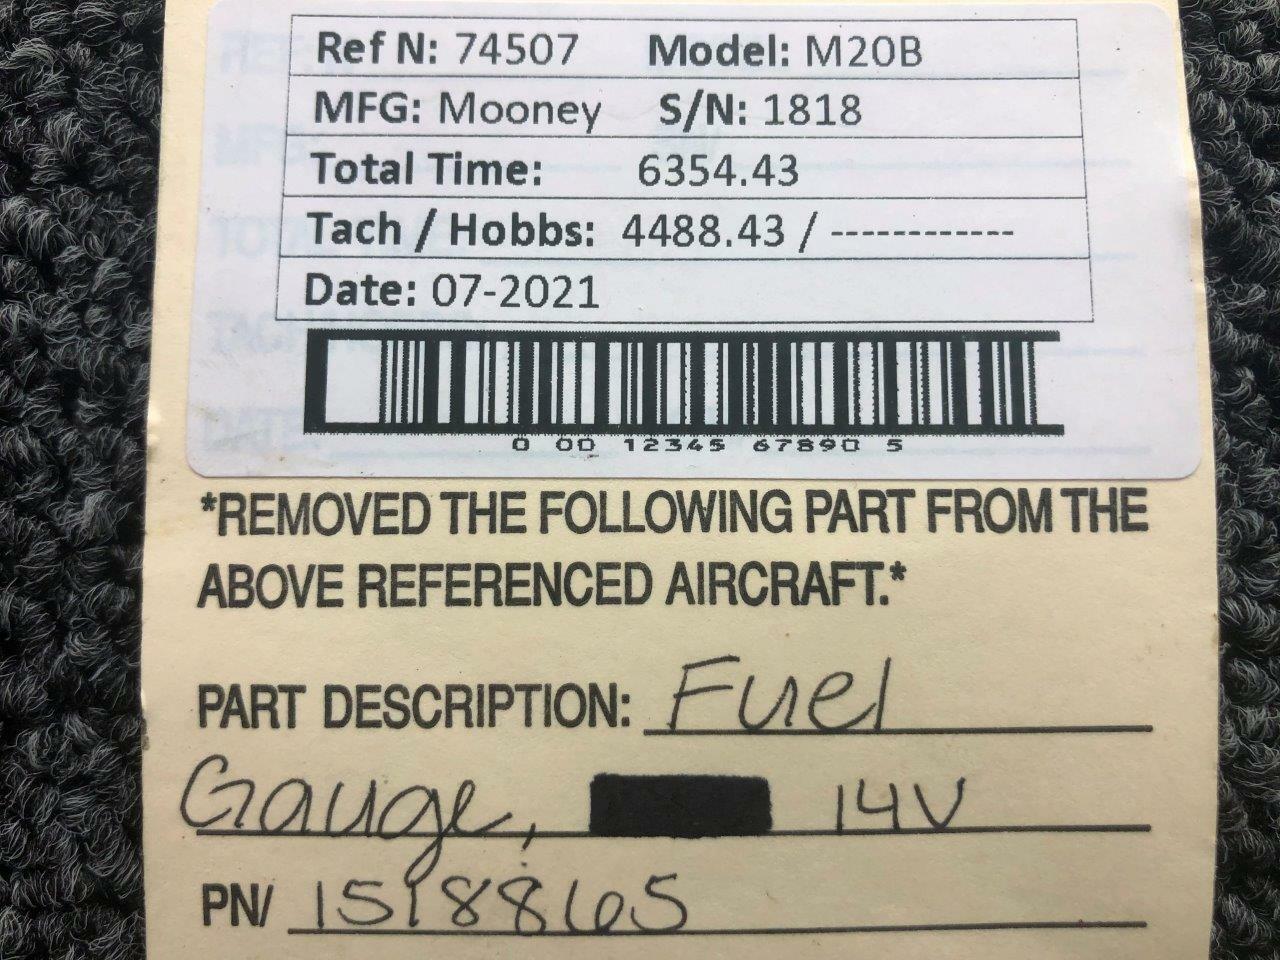 Ref N: 74507 Model: M20B
MFG: Mooney S/N: 1818
Total Time: 6354.43
Tach / Hobbs: 4488.43 / ------------
Date: 07-2021
0 00 12345 67890 5
*REMOVED THE FOLLOWING PART FROM THE
ABOVE REFERENCED AIRCRAFT.*
PART DESCRIPTION: Fuel
Gauge, 14V
PN/ 1518865